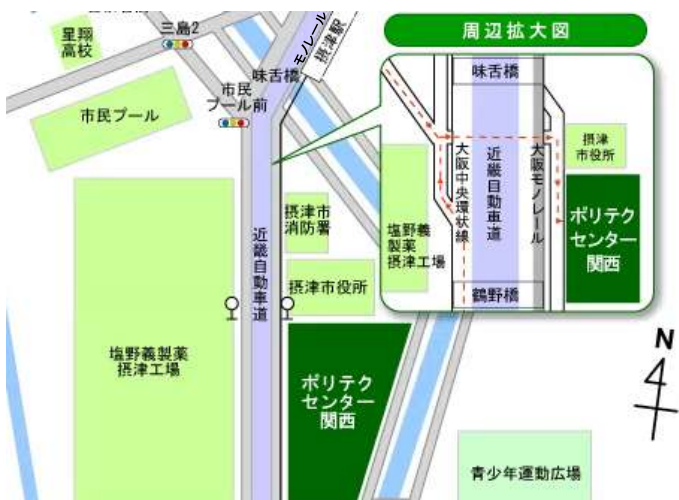 星翔
高校
三島2
モノレール
摂津駅
味舌橋
市民
プール前
市民プール
摂津市
消防署
近畿自動車道
摂津市役所
塩野義製薬
摂津工場
ポリテク
センター
関西
青少年運動広場
N
周辺拡大図
味舌橋
大阪中央環状線
近畿自動車道
大阪モノレール
摂津
市役所
塩野義
製薬
摂津工場
ポリテク
センター
関西
鶴野橋